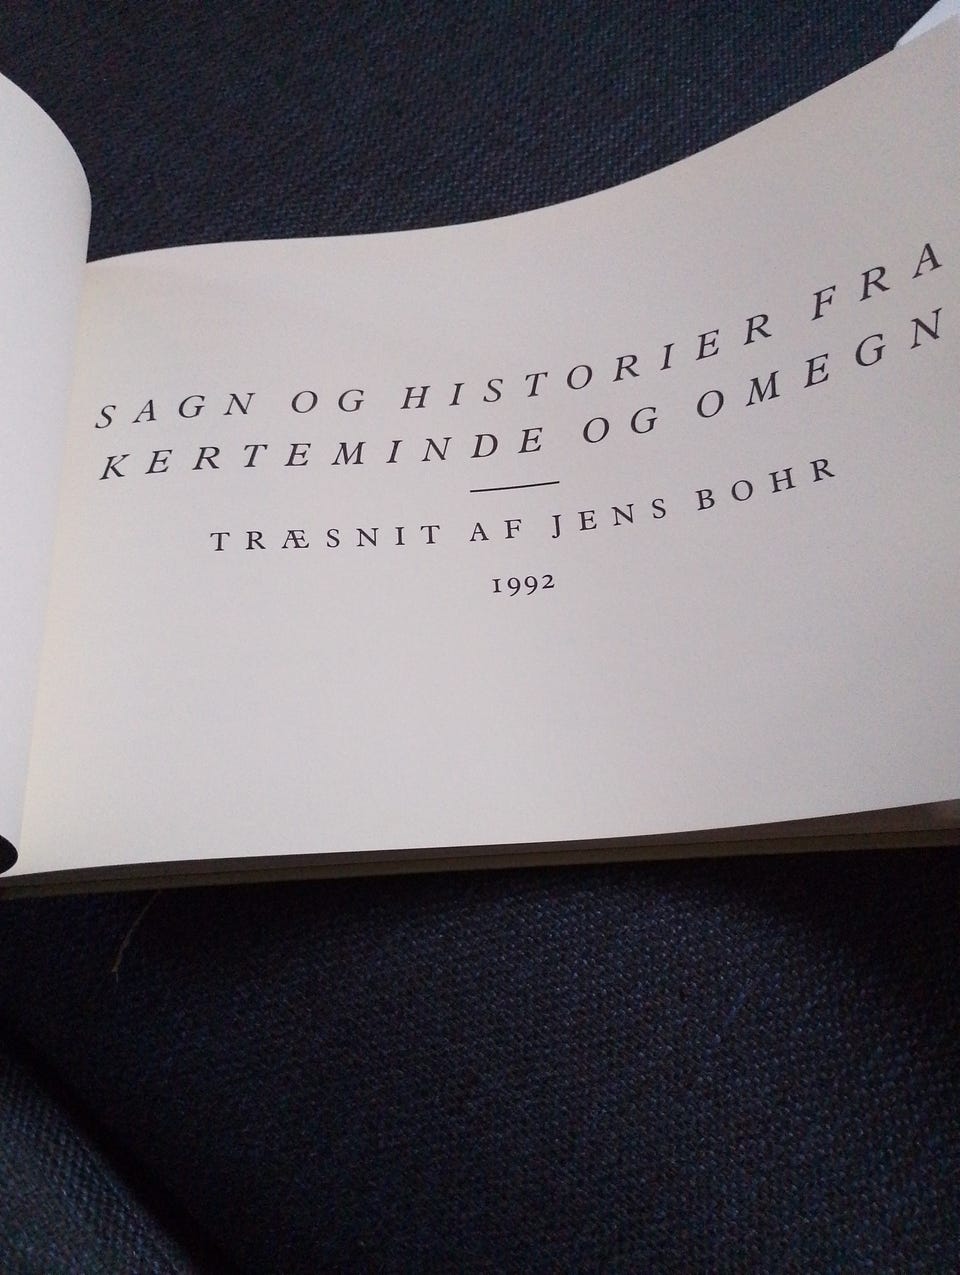 SAGN OG HISTORIER FRA
KERTEMINDE OG OMEGN
TRÆSNIT AF JENS BOHR
1992